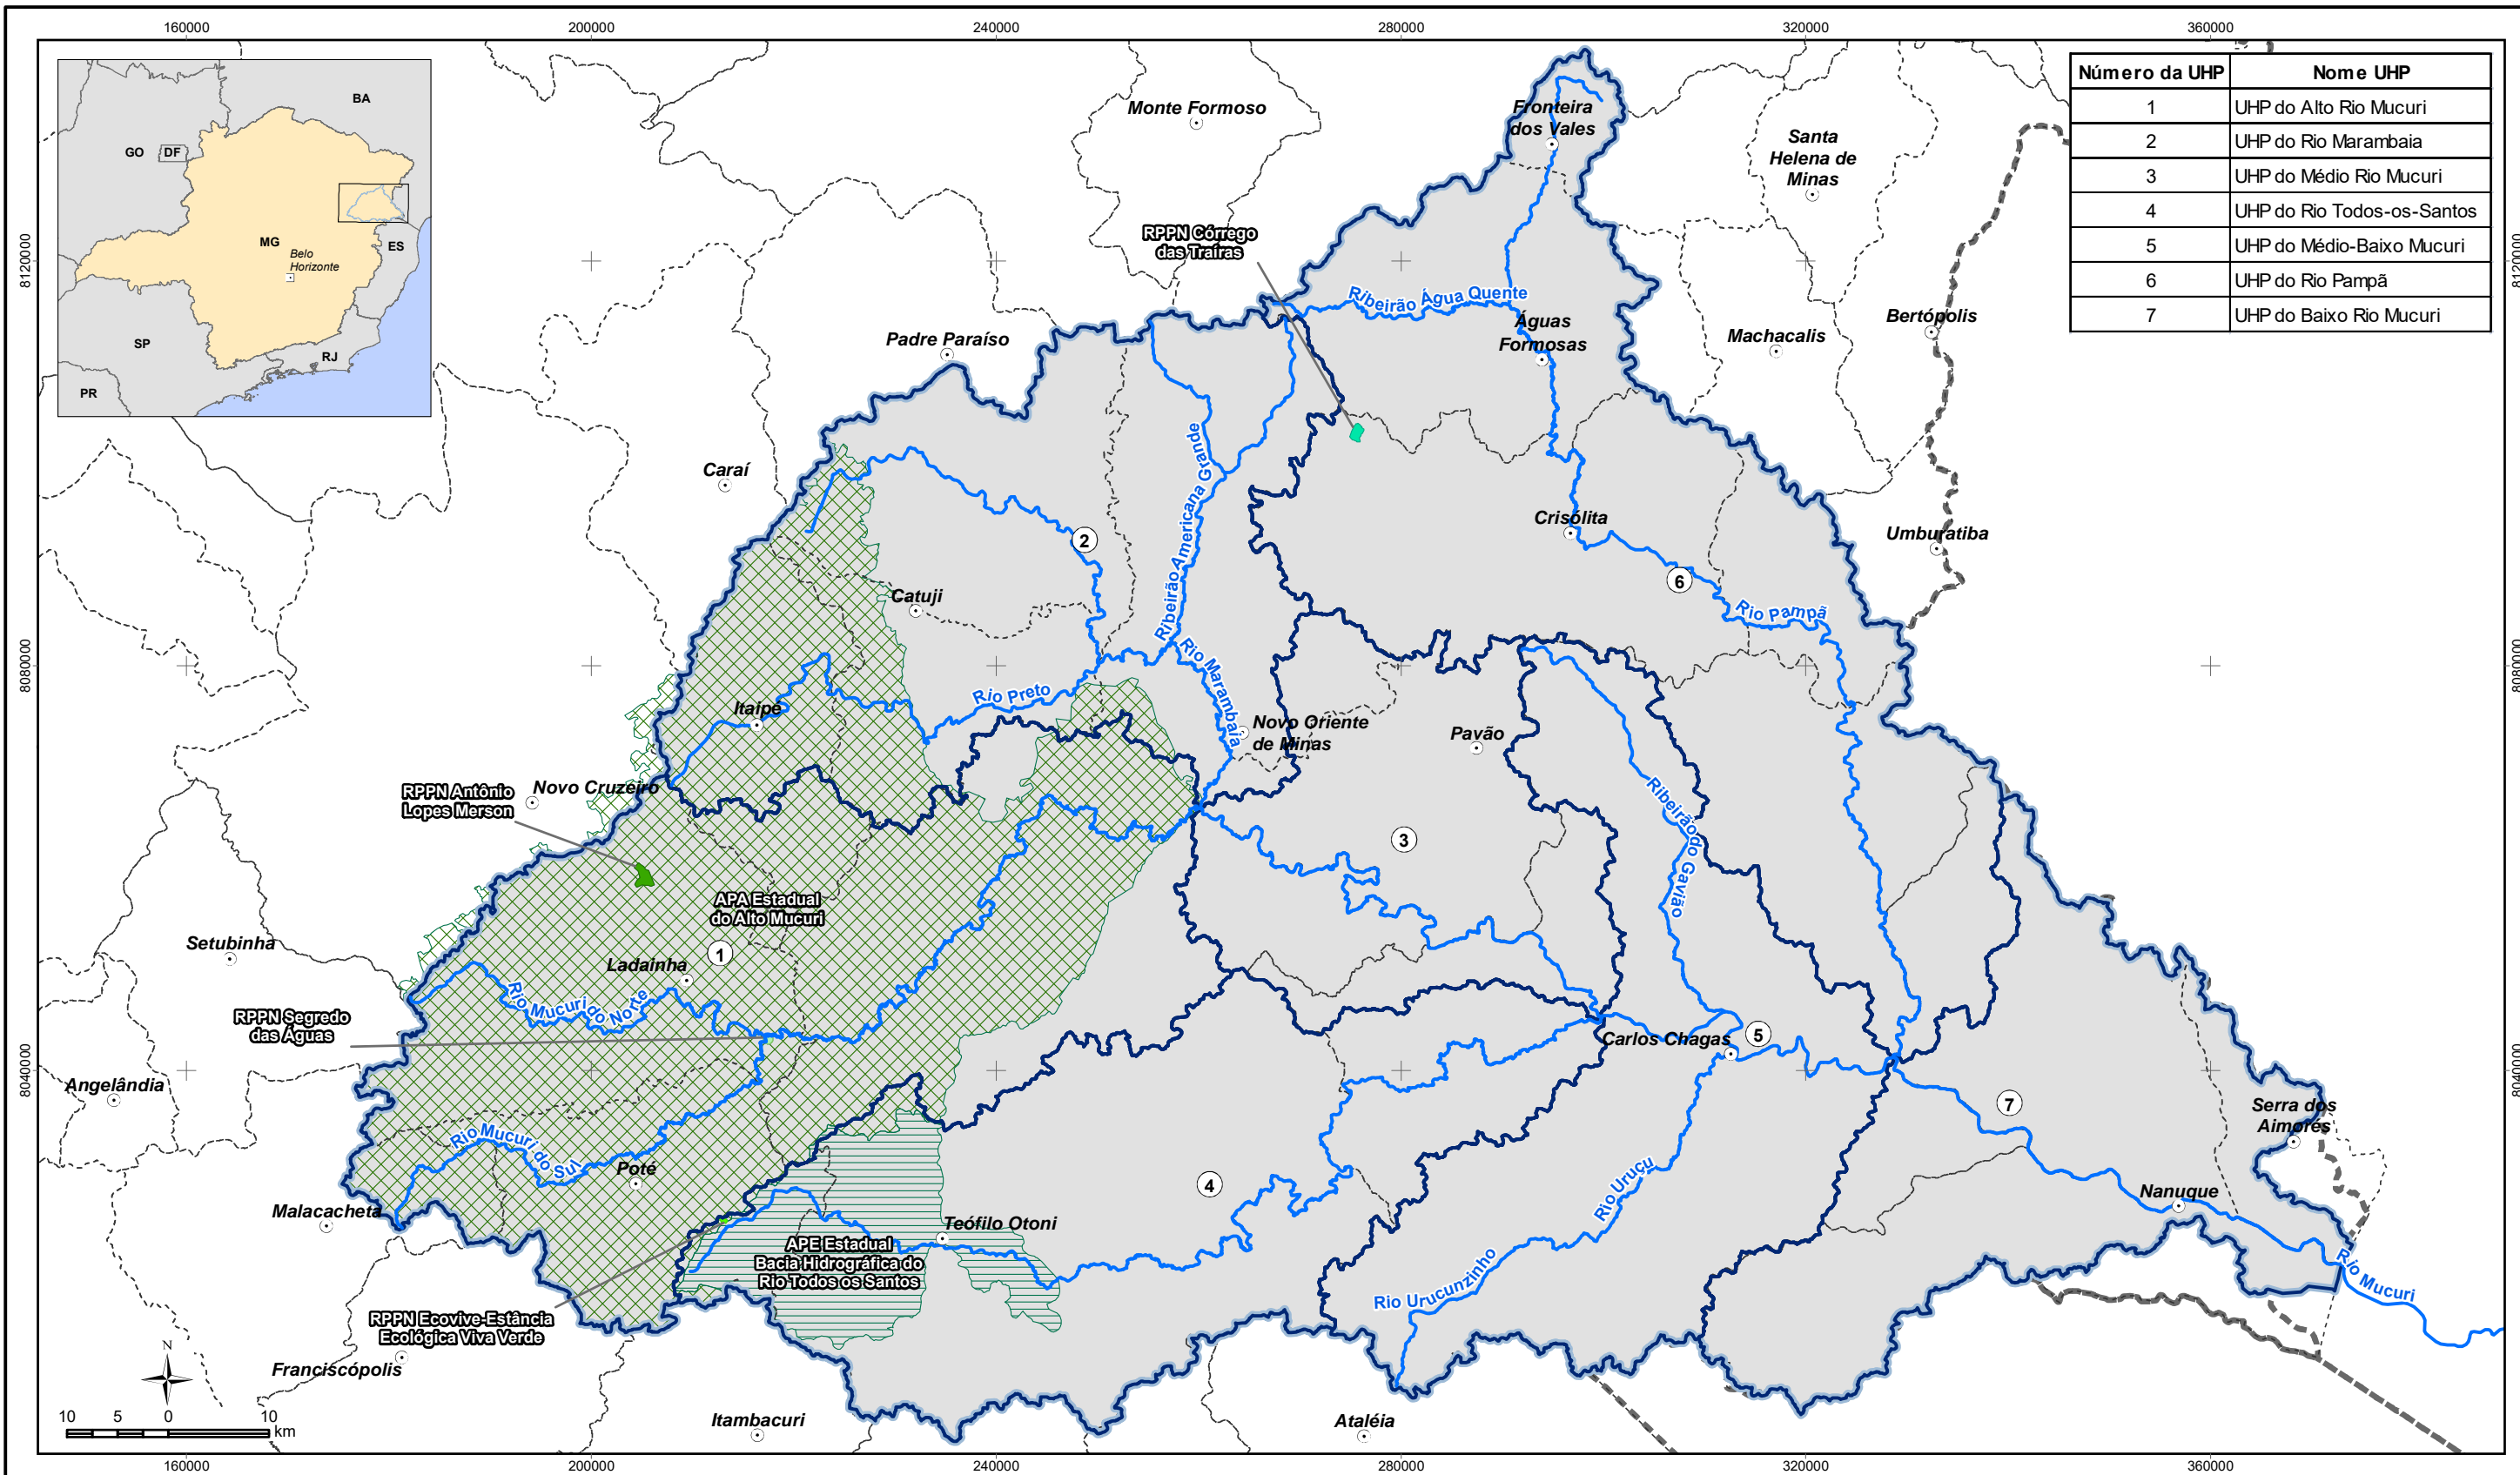 160000
200000
240000
280000
320000
360000
8120000
8080000
8040000
8120000
8080000
8040000
BA
GO
DF
MG
Belo
Horizonte
ES
SP
RJ
PR
Número da UHP
Nome UHP
1
UHP do Alto Rio Mucuri
2
UHP do Rio Marambaia
3
UHP do Médio Rio Mucuri
4
UHP do Rio Todos-os-Santos
5
UHP do Médio-Baixo Mucuri
6
UHP do Rio Pampã
7
UHP do Baixo Rio Mucuri
Monte Formoso
Fronteira
dos Vales
Santa
Helena de
Minas
RPPN Córrego
das Traíras
Ribeirão Água Quente
Águas
Formosas
Machacalis
Bertópolis
Padre Paraíso
Caraí
Ribeirão Americana Grande
Crisólita
Umburatiba
2
6
Catuji
Rio Pampã
Rio Marambaia
Rio Preto
Itaipé
Novo Oriente
de Minas
Pavão
RPPN Antônio
Lopes Merson
Novo Cruzeiro
Ribeirão do Gavião
3
APA Estadual
do Alto Mucuri
1
Setubinha
Ladainha
Rio Mucuri do Norte
RPPN Segredo
das Águas
Carlos Chagas
5
Angelândia
7
Serra dos
Aimorés
Rio Mucuri do Sul
Poté
4
Rio Uruçu
Nanuque
Malacacheta
Teófilo Otoni
APE Estadual
Bacia Hidrográfica do
Rio Todos os Santos
Rio Urucunzinho
Rio Mucuri
RPPN Ecovive-Estância
Ecológica Viva Verde
N
Franciscópolis
Itambacuri
Ataléia
10 5 0 10
km
160000
200000
240000
280000
320000
360000